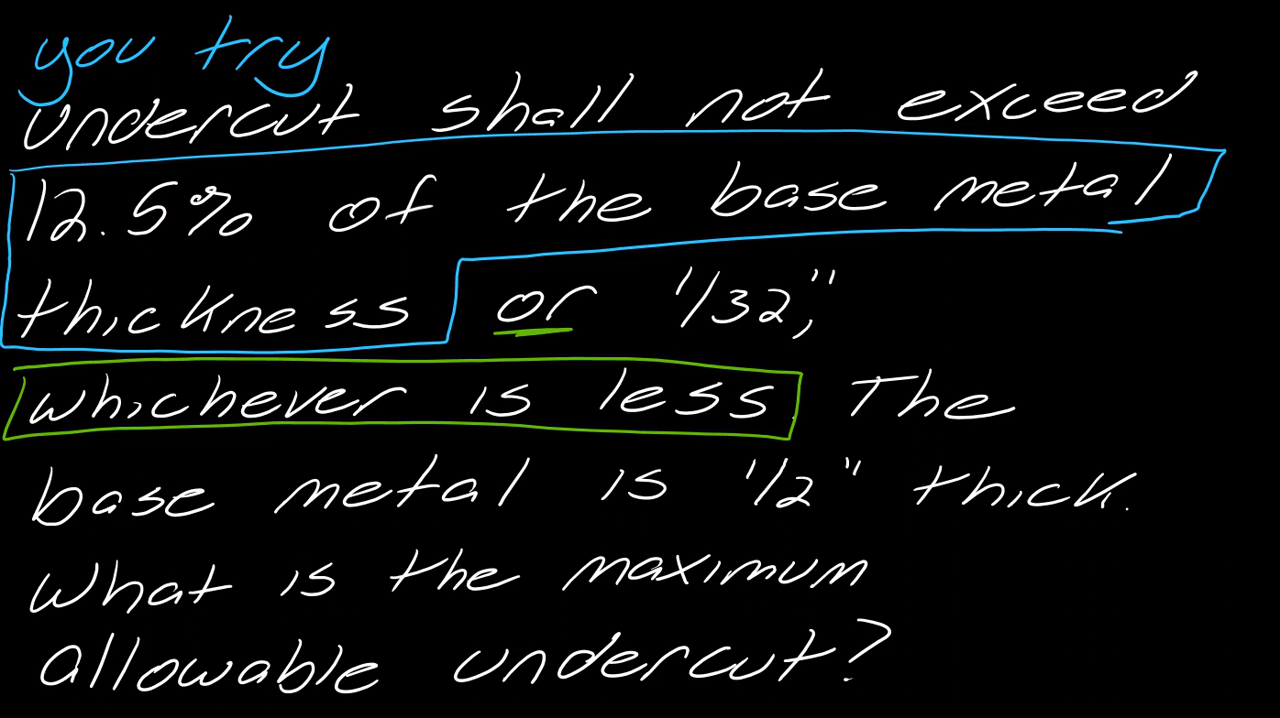 you try
undercut shall not exceed
12.5% of the base metal
thickness or 1/32,"
whichever is less. The
base metal is 1/2" thick.
What is the maximum
allowable undercut?